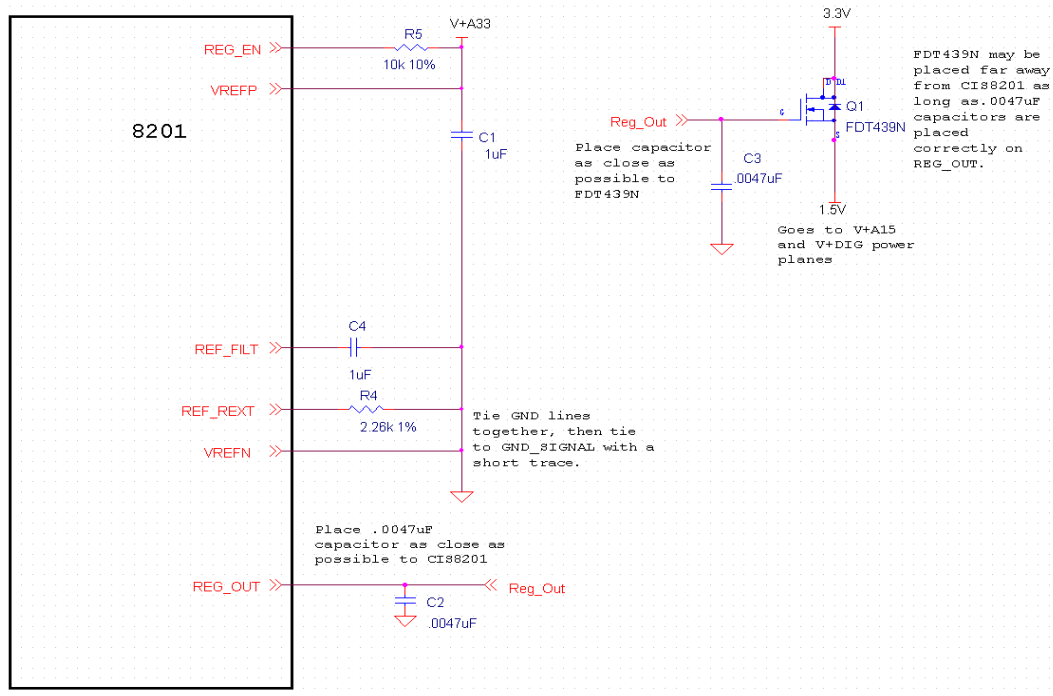 V+A33
3.3V
REG_EN
R5
10k 10%
VREFP
8201
C1
1uF
FDT439N may be
placed far away
from CIS8201 as
long as.0047uF
capacitors are
placed
correctly on
REG_OUT.
D D1
G
Q1
FDT439N
S
Reg_Out
Place capacitor
as close as
possible to
FDT439N
C3
.0047uF
1.5V
Goes to V+A15
and V+DIG power
planes
REF_FILT
C4
1uF
REF_REXT
R4
2.26k 1%
VREFN
Tie GND lines
together, then tie
to GND_SIGNAL with a
short trace.
Place .0047uF
capacitor as close as
possible to CIS8201
REG_OUT
Reg_Out
C2
.0047uF